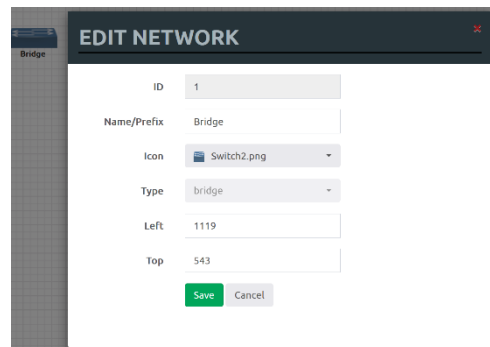 EDIT NETWORK
Bridge
ID 1
Name/Prefix Bridge
Icon Switch2.png
Type bridge
Left 1119
Top 543
Save Cancel